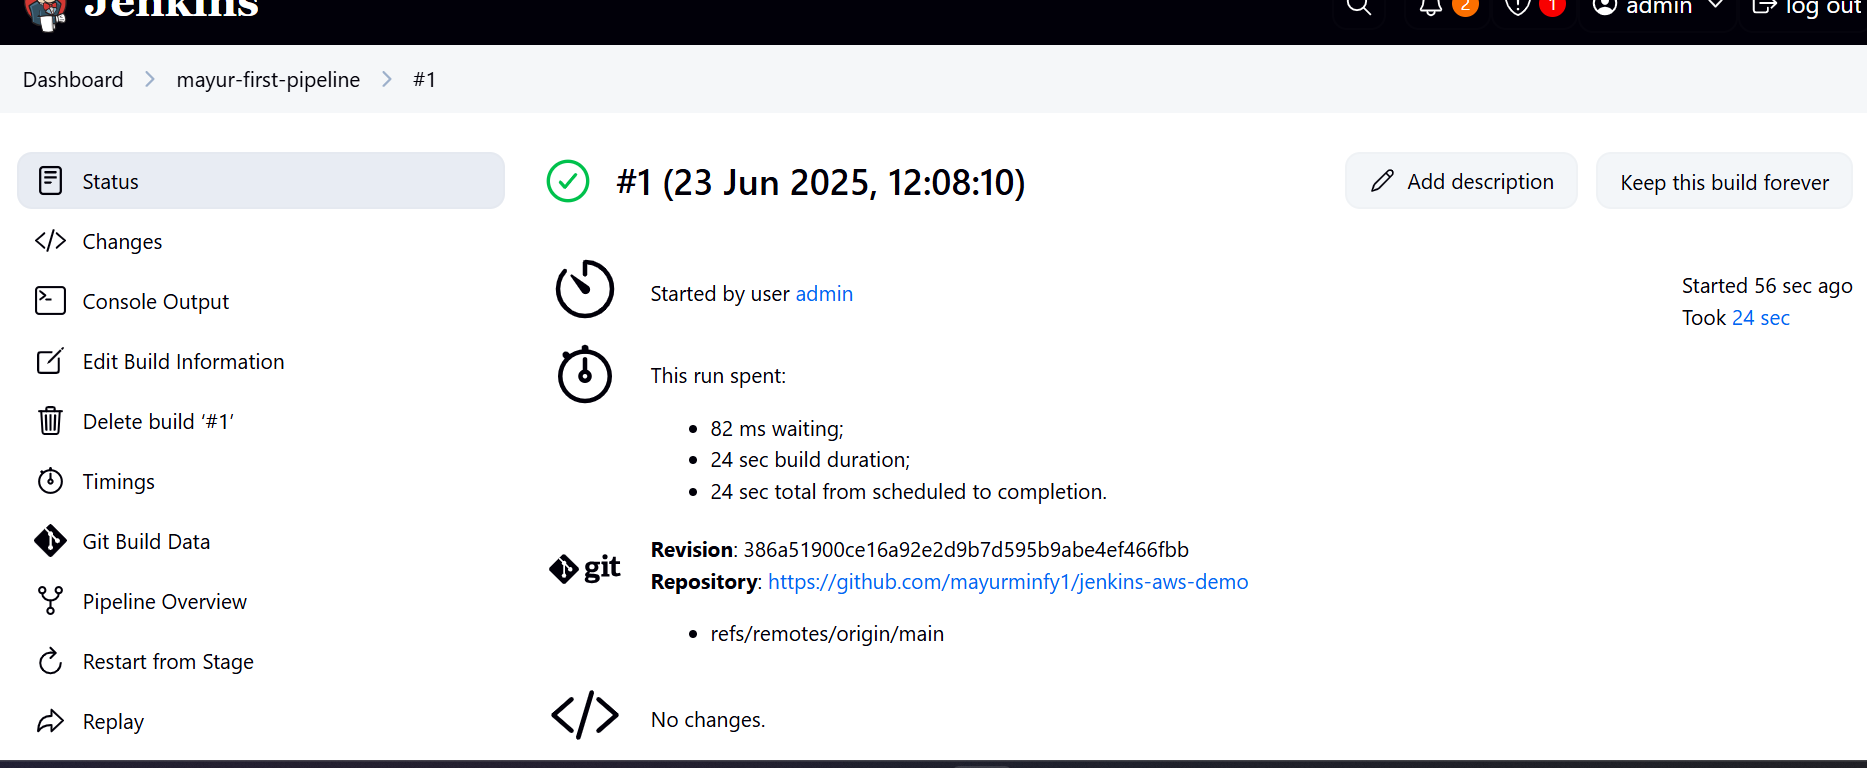 Jenkins
2
1
admin
log out
Dashboard > mayur-first-pipeline > #1
Status
Changes
Console Output
Edit Build Information
Delete build ‘#1’
Timings
Git Build Data
Pipeline Overview
Restart from Stage
Replay
#1 (23 Jun 2025, 12:08:10)
Add description
Keep this build forever
Started by user admin
Started 56 sec ago
Took 24 sec
This run spent:
• 82 ms waiting;
• 24 sec build duration;
• 24 sec total from scheduled to completion.
git
Revision: 386a51900ce16a92e2d9b7d595b9abe4ef466fbb
Repository: https://github.com/mayurminfy1/jenkins-aws-demo
• refs/remotes/origin/main
No changes.